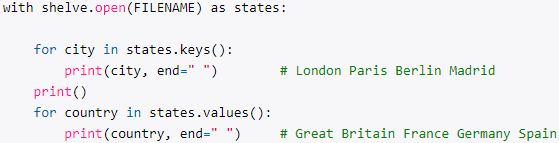 with shelve.open(FILENAME) as states:
    for city in states.keys():
        print(city, end=" ")        # London Paris Berlin Madrid
    print()
    for country in states.values():
        print(country, end=" ")     # Great Britain France Germany Spain